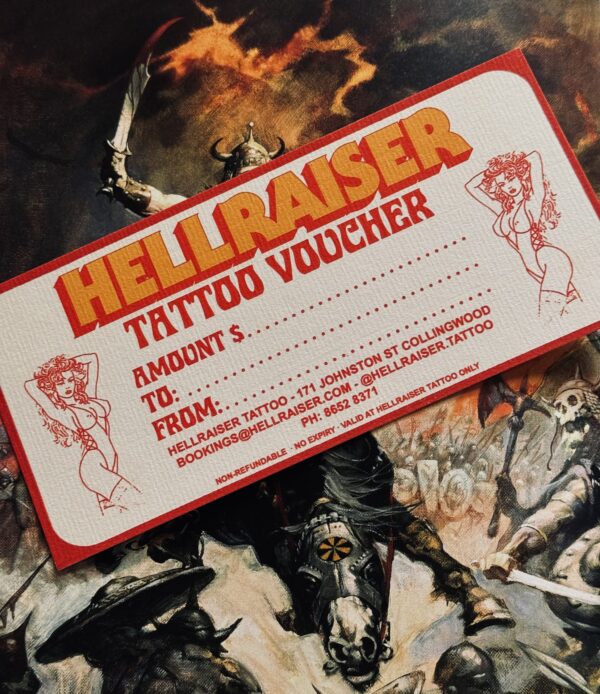 HELLRAISER
TATTOO VOUCHER
AMOUNT $..............................
TO: ..............................
FROM:..............................
HELLRAISER TATTOO - 171 JOHNSTON ST COLLINGWOOD
BOOKINGS@HELLRAISER.COM - @HELLRAISER.TATTOO
PH: 8652 8371
NON-REFUNDABLE - NO EXPIRY - VALID AT HELLRAISER TATTOO ONLY